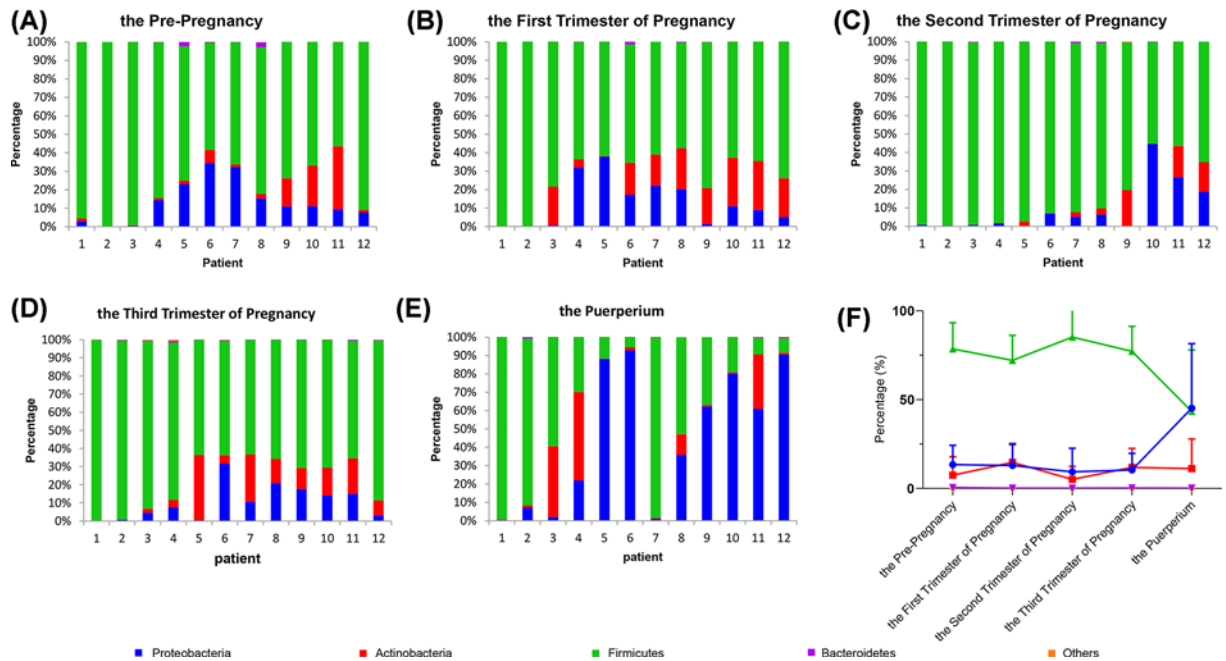 (A)
the Pre-Pregnancy
100%
90%
80%
70%
60%
50%
40%
30%
20%
10%
0%
Percentage
1 2 3 4 5 6 7 8 9 10 11 12
Patient
(B)
the First Trimester of Pregnancy
100%
90%
80%
70%
60%
50%
40%
30%
20%
10%
0%
Percentage
1 2 3 4 5 6 7 8 9 10 11 12
Patient
(C)
the Second Trimester of Pregnancy
100%
90%
80%
70%
60%
50%
40%
30%
20%
10%
0%
Percentage
1 2 3 4 5 6 7 8 9 10 11 12
Patient
(D)
the Third Trimester of Pregnancy
100%
90%
80%
70%
60%
50%
40%
30%
20%
10%
0%
Percentage
1 2 3 4 5 6 7 8 9 10 11 12
patient
(E)
the Puerperium
100%
90%
80%
70%
60%
50%
40%
30%
20%
10%
0%
Percentage
1 2 3 4 5 6 7 8 9 10 11 12
(F)
100
50
0
Percentage (%)
the Pre-Pregnancy
the First Trimester of Pregnancy
the Second Trimester of Pregnancy
the Third Trimester of Pregnancy
the Puerperium
Proteobacteria Actinobacteria Firmicutes Bacteroidetes Others